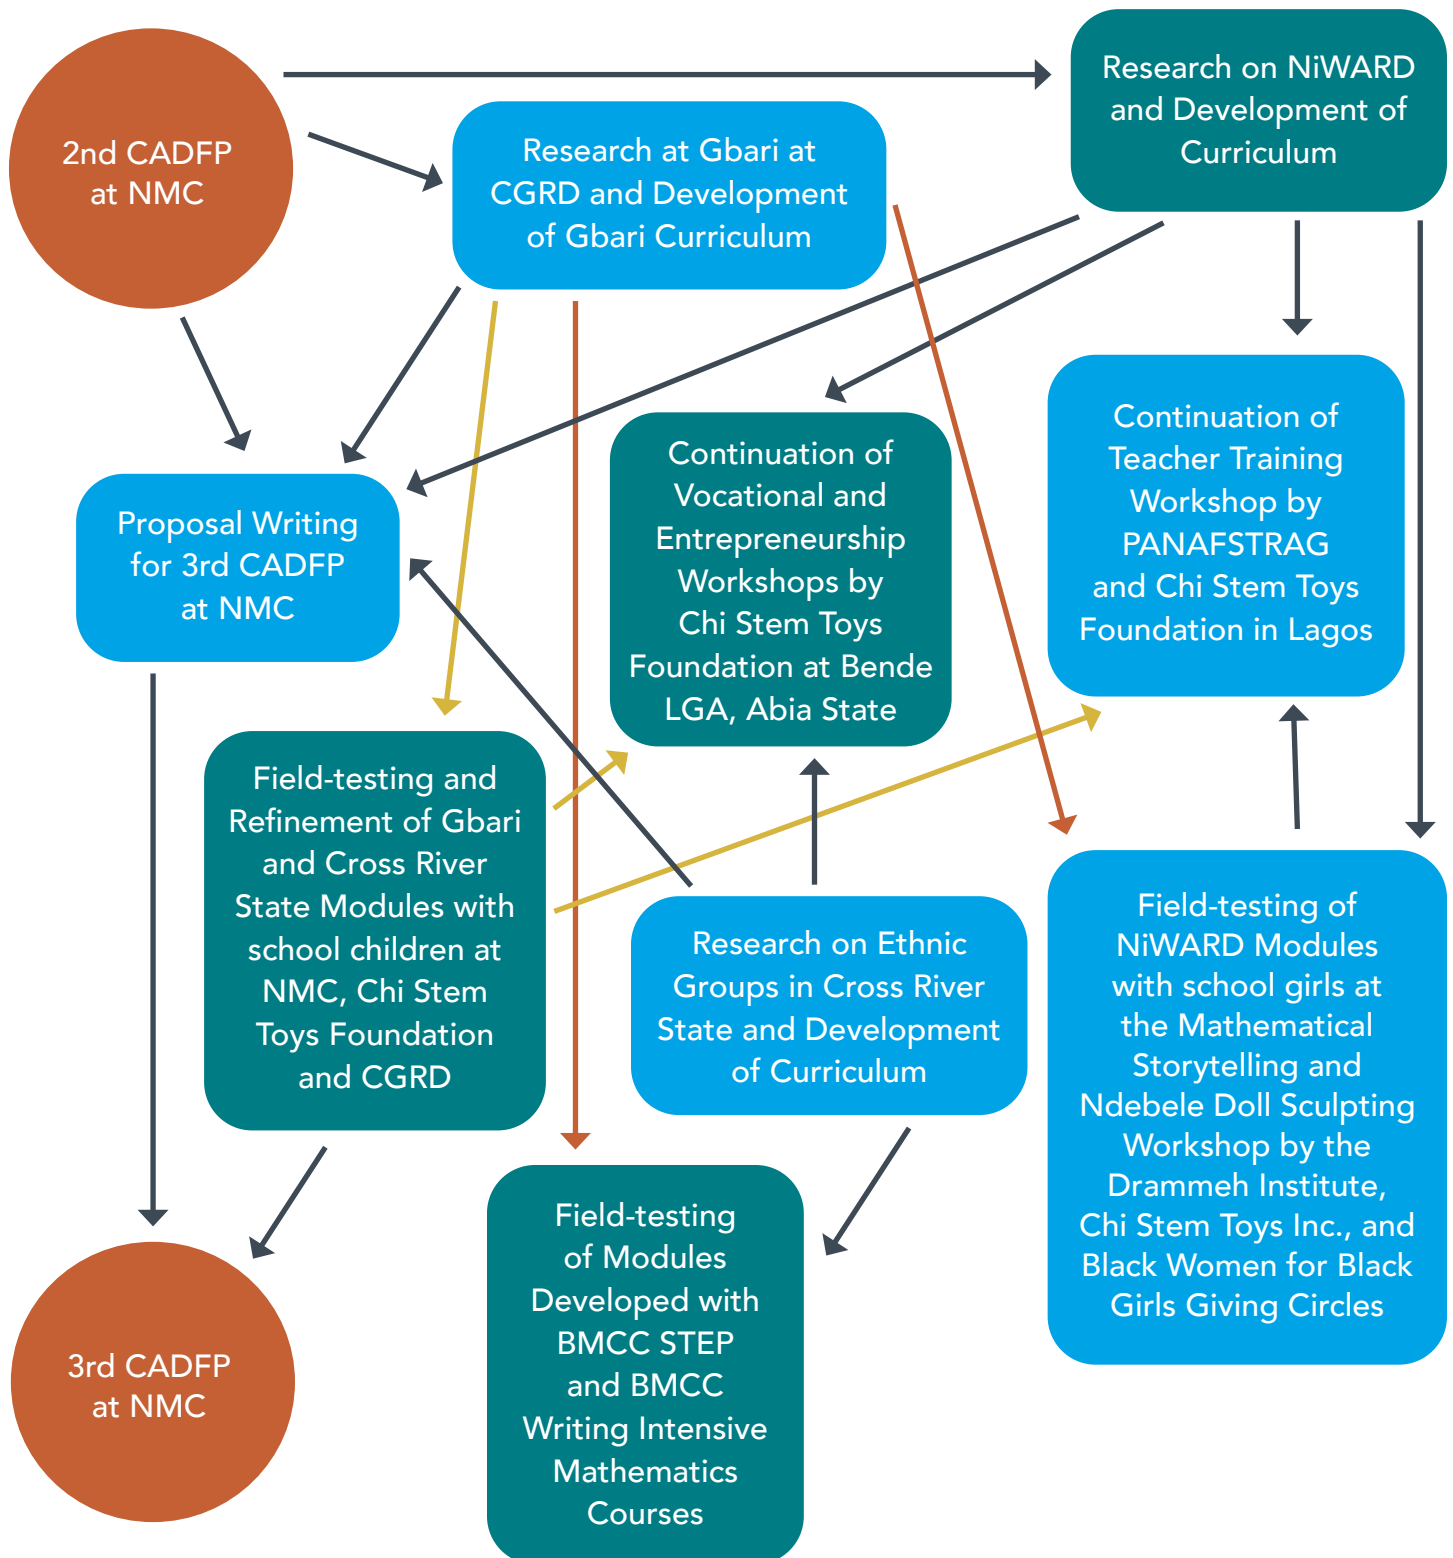 2nd CADFP
at NMC
Research at Gbari at
CGRD and Development
of Gbari Curriculum
Research on NiWARD
and Development of
Curriculum
Proposal Writing
for 3rd CADFP
at NMC
Continuation of
Vocational and
Entrepreneurship
Workshops by
Chi Stem Toys
Foundation at Bende
LGA, Abia State
Continuation of
Teacher Training
Workshop by
PANAFSTRAG
and Chi Stem Toys
Foundation in Lagos
Field-testing and
Refinement of Gbari
and Cross River
State Modules with
school children at
NMC, Chi Stem
Toys Foundation
and CGRD
Research on Ethnic
Groups in Cross River
State and Development
of Curriculum
Field-testing of
NiWARD Modules
with school girls at
the Mathematical
Storytelling and
Ndebele Doll Sculpting
Workshop by the
Drammeh Institute,
Chi Stem Toys Inc., and
Black Women for Black
Girls Giving Circles
3rd CADFP
at NMC
Field-testing
of Modules
Developed with
BMCC STEP
and BMCC
Writing Intensive
Mathematics
Courses